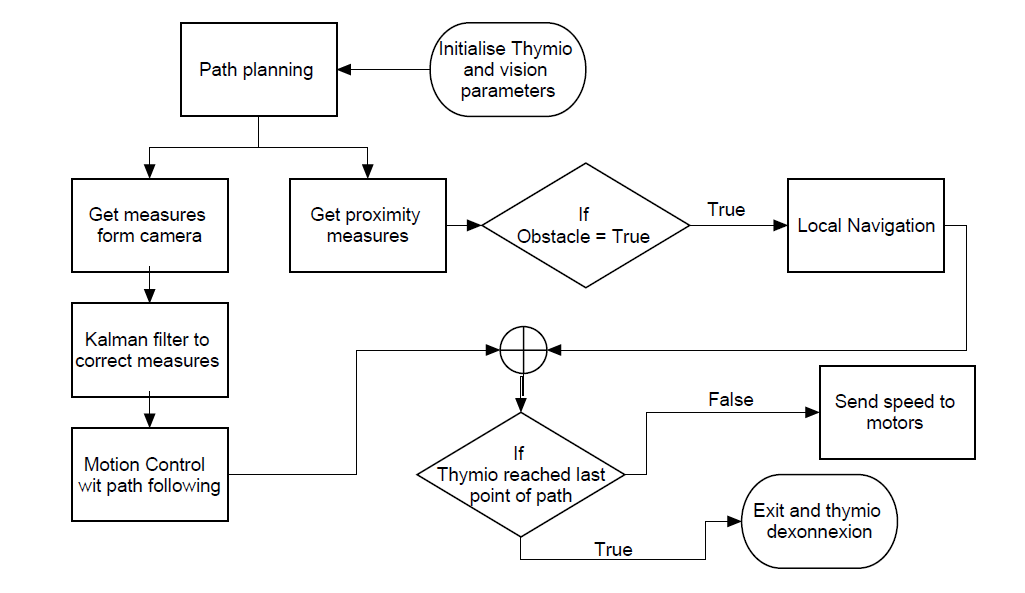 Path planning
Initialise Thymio
and vision
parameters
Get measures
form camera
Get proximity
measures
If
Obstacle = True
True
Local Navigation
Kalman filter to
correct measures
Motion Control
wit path following
If
Thymio reached last
point of path
False
Send speed to
motors
True
Exit and thymio
dexonnexion